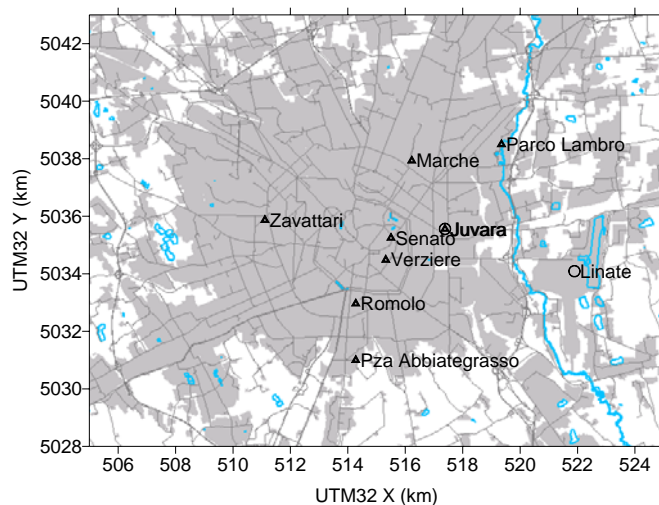 5042
5040
5038
5036
5034
5032
5030
5028
UTM32 Y (km)
Parco Lambro
Marche
Zavattari
Juvara
Senato
Verziere
Linate
Romolo
Pza Abbiategrasso
506 508 510 512 514 516 518 520 522 524
UTM32 X (km)